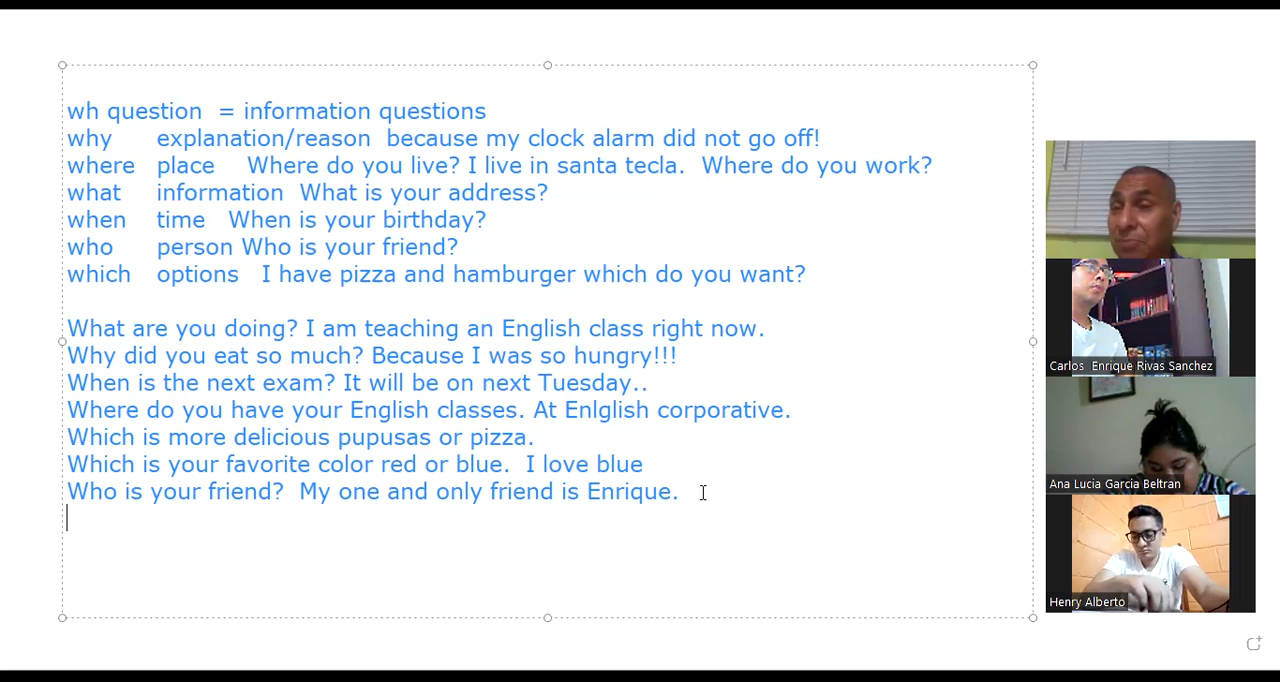 wh question = information questions
why explanation/reason because my clock alarm did not go off!
where place Where do you live? I live in santa tecla. Where do you work?
what information What is your address?
when time When is your birthday?
who person Who is your friend?
which options I have pizza and hamburger which do you want?
What are you doing? I am teaching an English class right now.
Why did you eat so much? Because I was so hungry!!!
When is the next exam? It will be on next Tuesday..
Where do you have your English classes. At Enlglish corporative.
Which is more delicious pupusas or pizza.
Which is your favorite color red or blue. I love blue
Who is your friend? My one and only friend is Enrique.
Carlos Enrique Rivas Sanchez
Ana Lucia Garcia Beltran
Henry Alberto